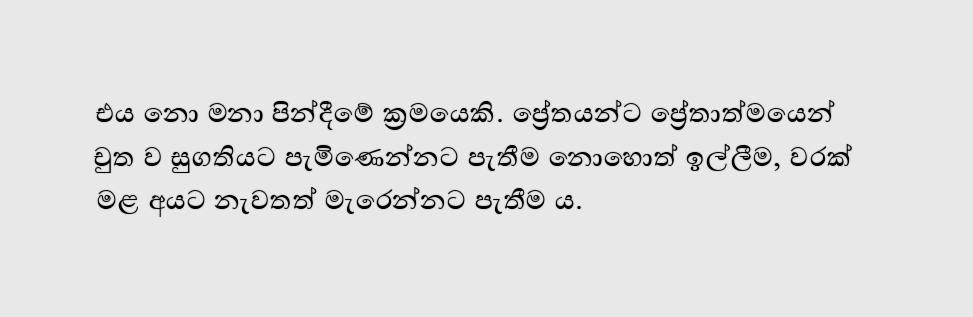 එය නො මනා පින්දීමේ ක්‍රමයෙකි. ප්‍රේතයන්ට ප්‍රේතාත්මයෙන්
චුත ව සුගතියට පැමිණෙන්නට පැතීම නොහොත් ඉල්ලීම, වරක්
මළ අයට නැවතත් මැරෙන්නට පැතීම ය.